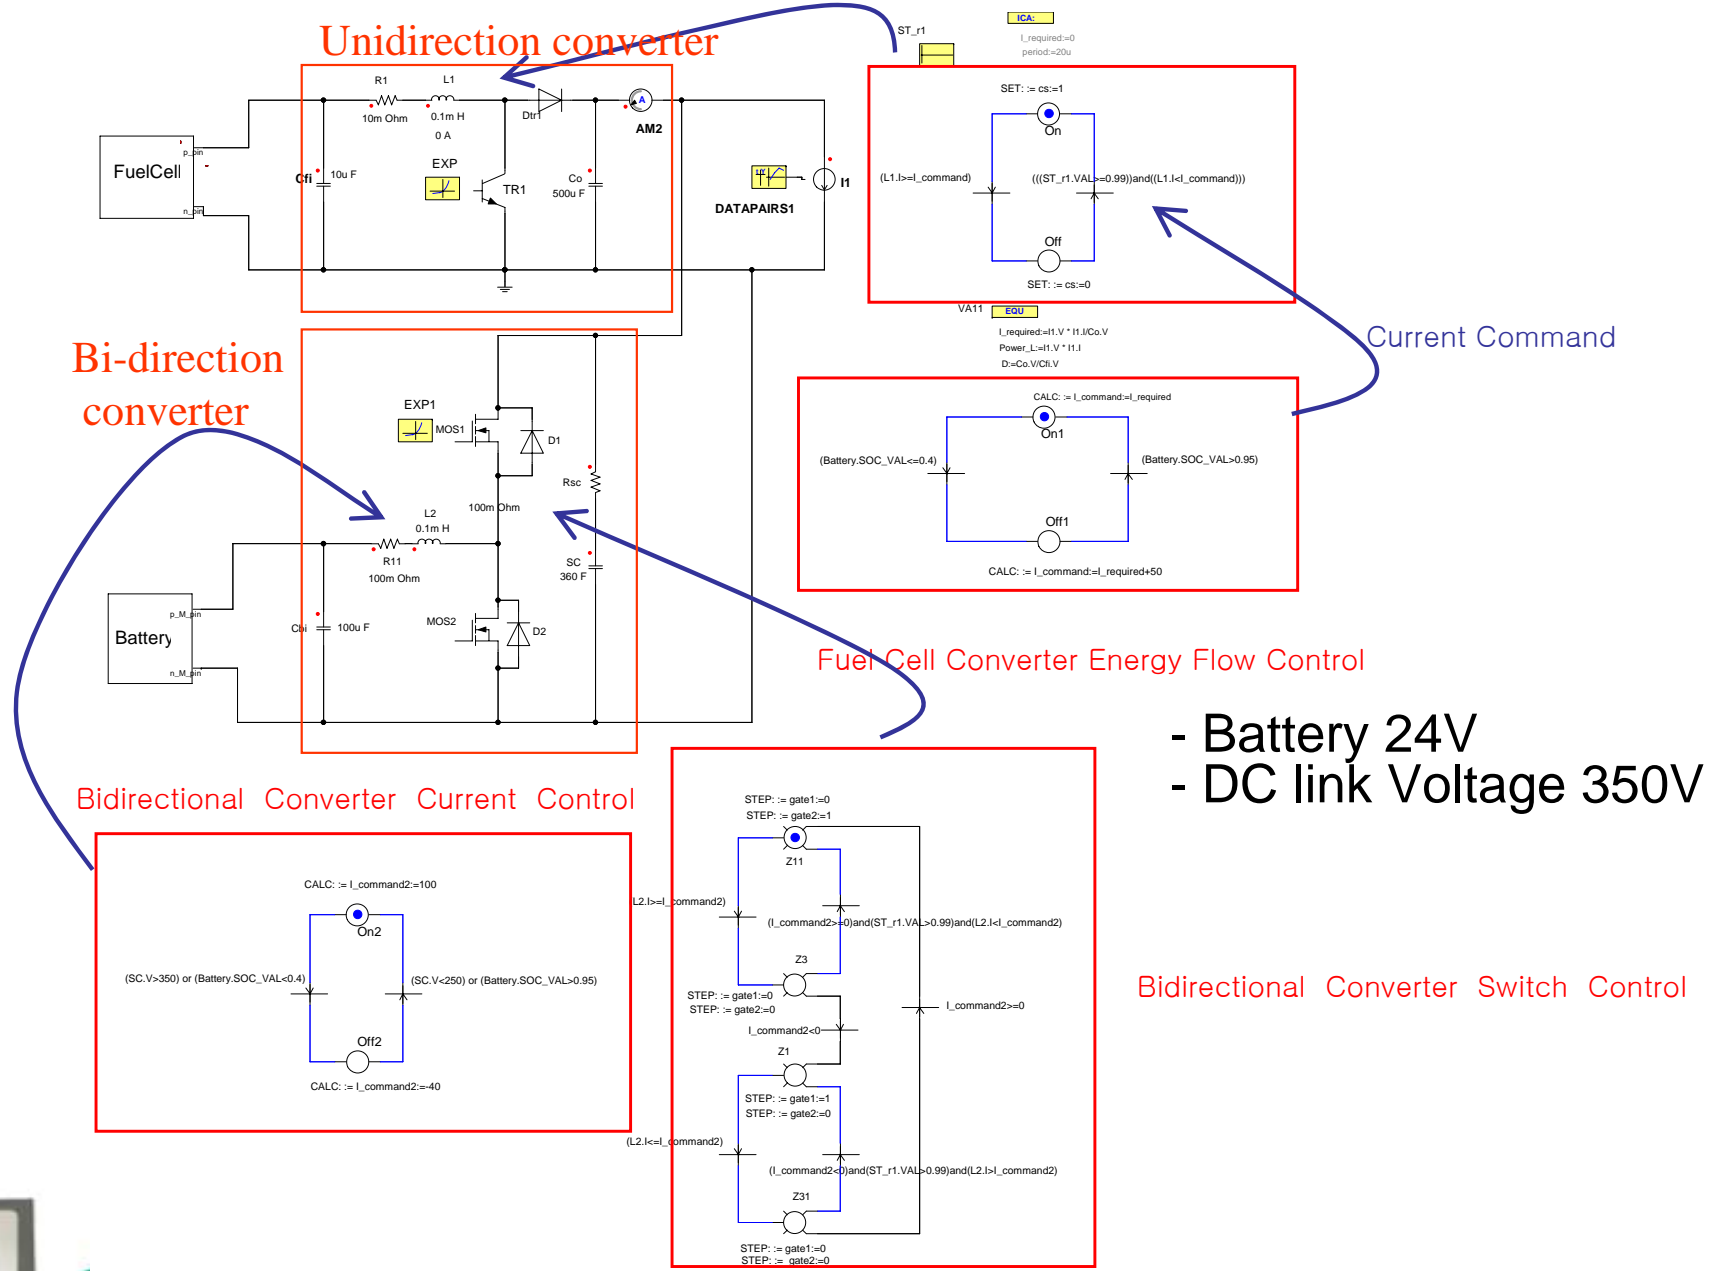 Unidirection converter
R1
L1
10m Ohm
0.1m H
0 A
Dtr1
A
AM2
p_pin
FuelCell
n_pin
Cfi
10u F
EXP
TR1
Co
500u F
DATAPAIRS1
I1
ST_r1
ICA:
I_required:=0
period:=20u
SET: := cs:=1
On
(L1.I>=I_command)
(((ST_r1.VAL>=0.99))and((L1.I<I_command)))
Off
SET: := cs:=0
VA11
EQU
I_required:=I1.V * I1.I/Co.V
Power_L:=I1.V * I1.I
D:=Co.V/Cfi.V
Current Command
Bi-direction
converter
EXP1
MOS1
D1
Rsc
100m Ohm
L2
0.1m H
R11
100m Ohm
SC
360 F
p_M_pin
Battery
n_M_pin
Cbi
100u F
MOS2
D2
CALC: := I_command:=I_required
On1
(Battery.SOC_VAL<=0.4)
(Battery.SOC_VAL>0.95)
Off1
CALC: := I_command:=I_required+50
Fuel Cell Converter Energy Flow Control
- Battery 24V
- DC link Voltage 350V
Bidirectional Converter Current Control
CALC: := I_command2:=100
On2
(SC.V>350) or (Battery.SOC_VAL<0.4)
(SC.V<250) or (Battery.SOC_VAL>0.95)
Off2
CALC: := I_command2:=-40
STEP: := gate1:=0
STEP: := gate2:=1
Z11
(L2.I>=I_command2)
(I_command2>=0)and(ST_r1.VAL>0.99)and(L2.I<I_command2)
Z3
STEP: := gate1:=0
STEP: := gate2:=0
I_command2>=0
I_command2<0
Z1
STEP: := gate1:=1
STEP: := gate2:=0
(L2.I<=I_command2)
(I_command2<0)and(ST_r1.VAL>0.99)and(L2.I>I_command2)
Z31
STEP: := gate1:=0
STEP: := gate2:=0
Bidirectional Converter Switch Control